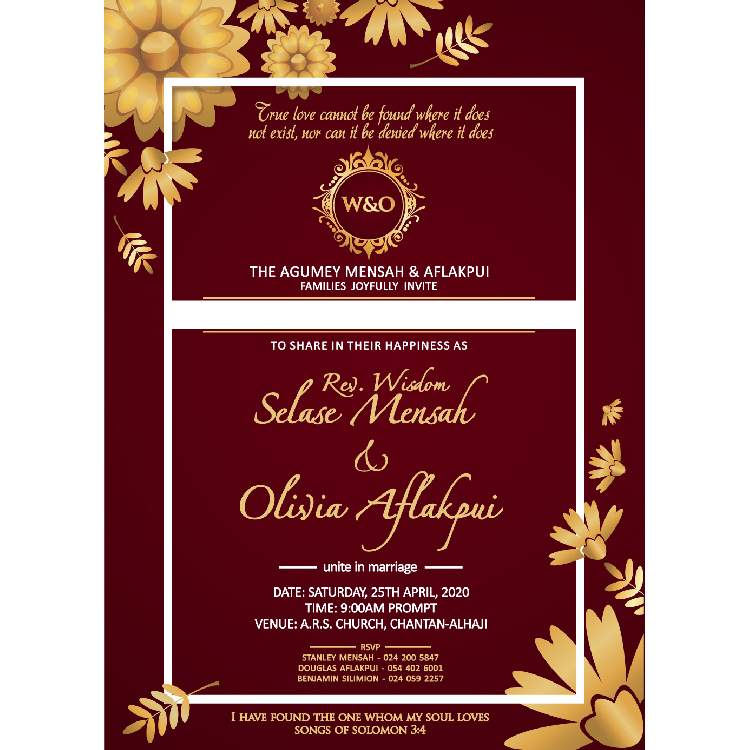 True love cannot be found where it does
not exist, nor can it be denied where it does
W&O
THE AGUMEY MENSAH & AFLAKPUI
FAMILIES JOYFULLY INVITE
TO SHARE IN THEIR HAPPINESS AS
Rev. Wisdom
Selase Mensah
&
Olivia Aflakpui
unite in marriage
DATE: SATURDAY, 25TH APRIL, 2020
TIME: 9:00AM PROMPT
VENUE: A.R.S. CHURCH, CHANTAN-ALHAJI
RSVP
STANLEY MENSAH - 024 200 5847
DOUGLAS AFLAKPUI - 054 402 6001
BENJAMIN SILIMION - 024 059 2257
I HAVE FOUND THE ONE WHOM MY SOUL LOVES
SONGS OF SOLOMON 3:4